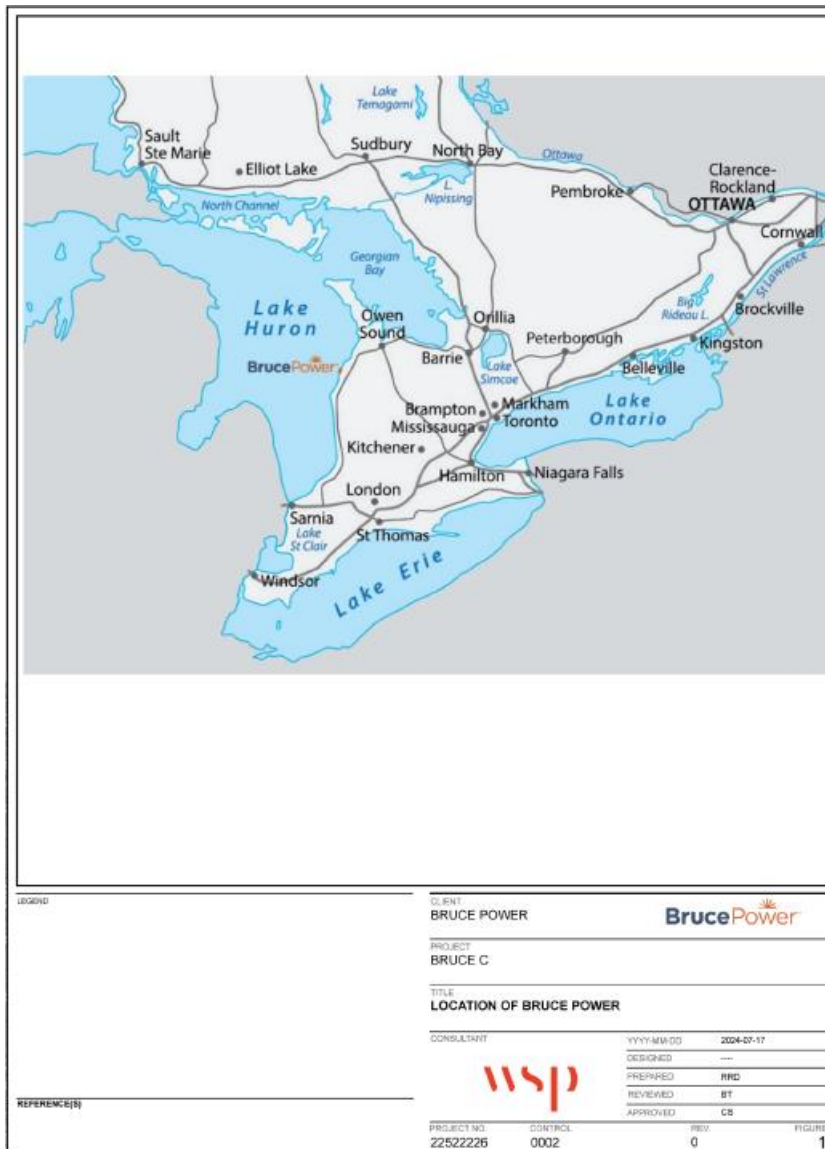 Lake
Temagami
Sault
Ste Marie
Sudbury
North Bay
Ottawa
Elliot Lake
Clarence-
Rockland
Pembroke
OTTAWA
L.
Nipissing
North Channel
Cornwall
Georgian
Bay
St Lawrence
Lake
Huron
Big
Rideau L.
Brockville
Owen
Sound
Orillia
Peterborough
Kingston
BrucePower
Barrie
Lake
Simcoe
Belleville
Brampton
Markham
Lake
Ontario
Mississauga
Toronto
Kitchener
Hamilton
Niagara Falls
London
Sarnia
Lake
St Clair
St Thomas
Windsor
Lake Erie
LEGEND
REFERENCE(S)
CLIENT
BRUCE POWER
BrucePower
PROJECT
BRUCE C
TITLE
LOCATION OF BRUCE POWER
CONSULTANT
wsp
YYYY-MM-DD 2024-07-17
DESIGNED ----
PREPARED RRD
REVIEWED BT
APPROVED CB
PROJECT NO. CONTROL REV. FIGURE
22522226 0002 0 1